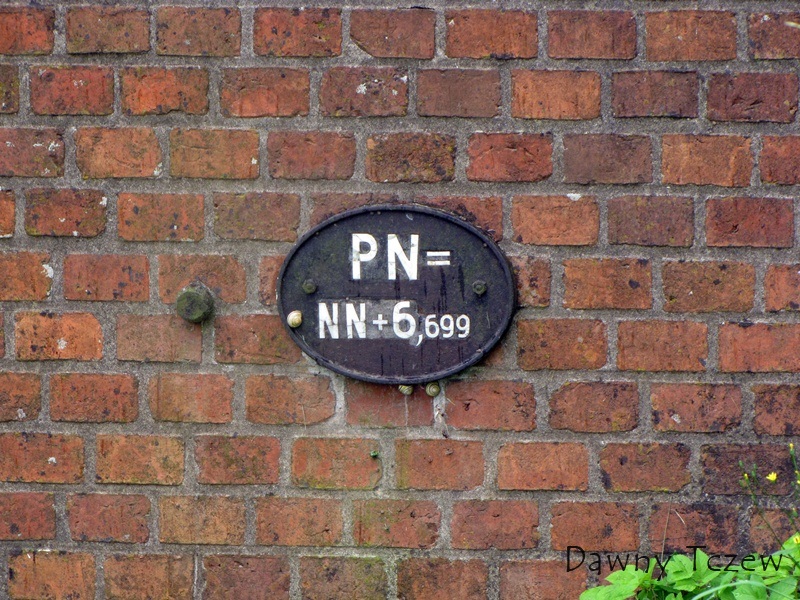 PN=
NN+6,699
Dawny Tczew